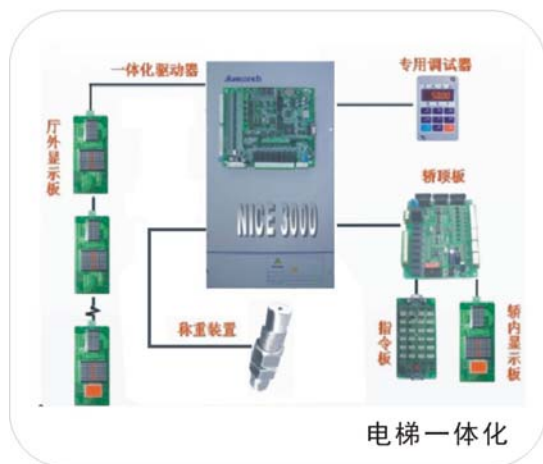 一体化驱动器
专用调试器
厅外显示板
轿顶板
NICE 3000
称重装置
指令板
轿内显示板
电梯一体化